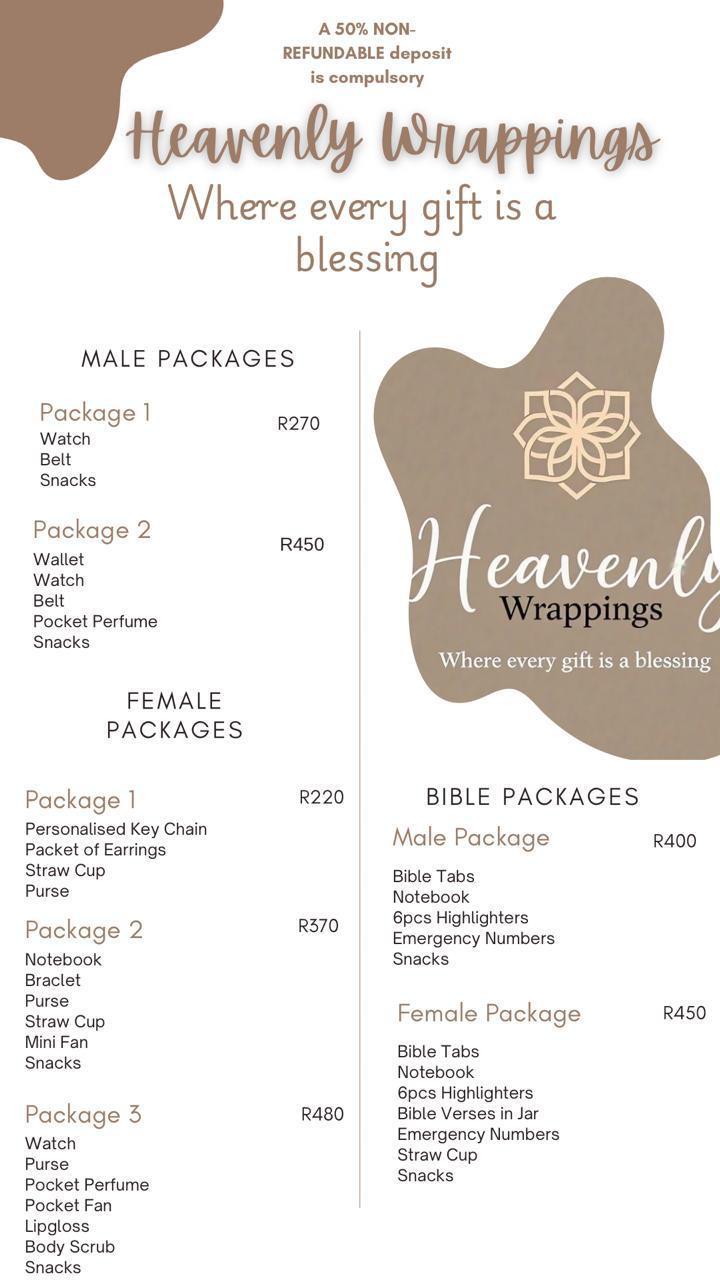 A 50% NON-
REFUNDABLE deposit
is compulsory
Heavenly Wrappings
Where every gift is a
blessing
MALE PACKAGES
Package 1
R270
Watch
Belt
Snacks
Package 2
R450
Wallet
Watch
Belt
Pocket Perfume
Snacks
FEMALE
PACKAGES
Package 1
R220
Personalised Key Chain
Packet of Earrings
Straw Cup
Purse
Package 2
R370
Notebook
Braclet
Purse
Straw Cup
Mini Fan
Snacks
Package 3
R480
Watch
Purse
Pocket Perfume
Pocket Fan
Lipgloss
Body Scrub
Snacks
Heavenly
Wrappings
Where every gift is a blessing
BIBLE PACKAGES
Male Package
R400
Bible Tabs
Notebook
6pcs Highlighters
Emergency Numbers
Snacks
Female Package
R450
Bible Tabs
Notebook
6pcs Highlighters
Bible Verses in Jar
Emergency Numbers
Straw Cup
Snacks